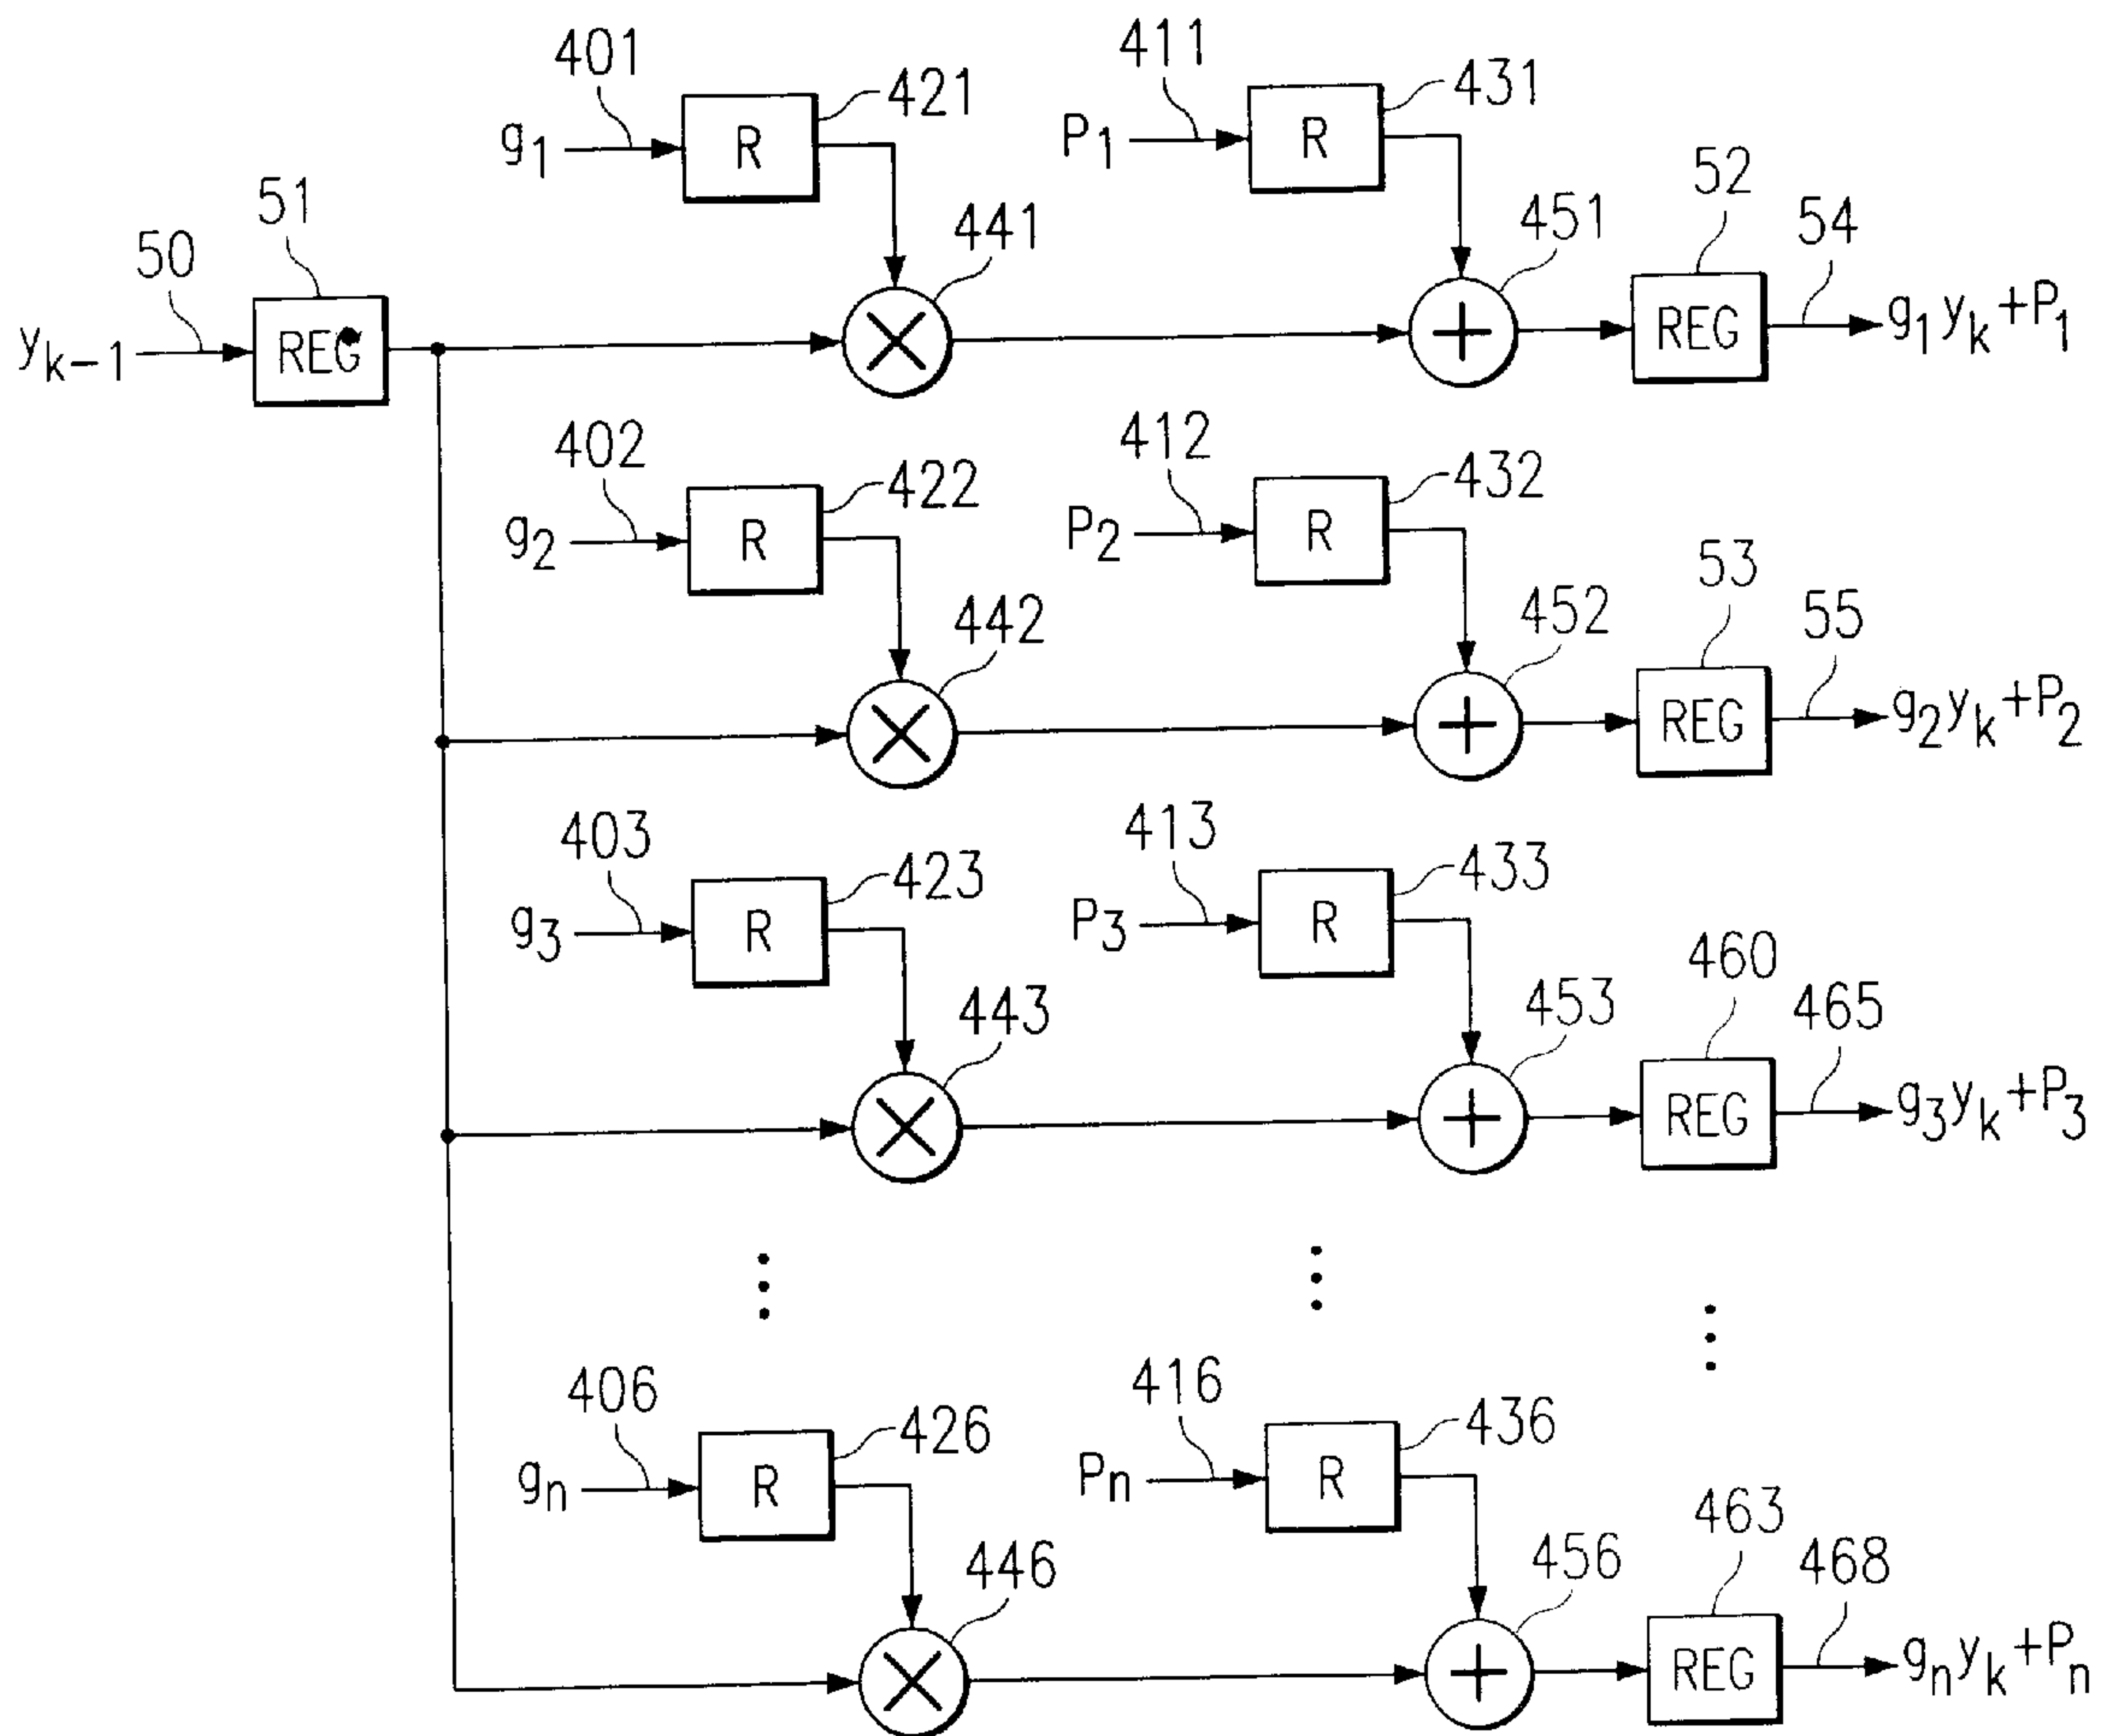 401
411
421
431
g1
R
P1
R
51
441
451
52
50
54
yk−1
REG
REG
g1yk+P1
402
412
422
432
g2
R
P2
R
442
452
53
55
REG
g2yk+P2
403
413
423
433
g3
R
P3
R
443
453
460
465
REG
g3yk+P3
406
416
426
436
gn
R
Pn
R
446
456
463
468
REG
gnyk+Pn